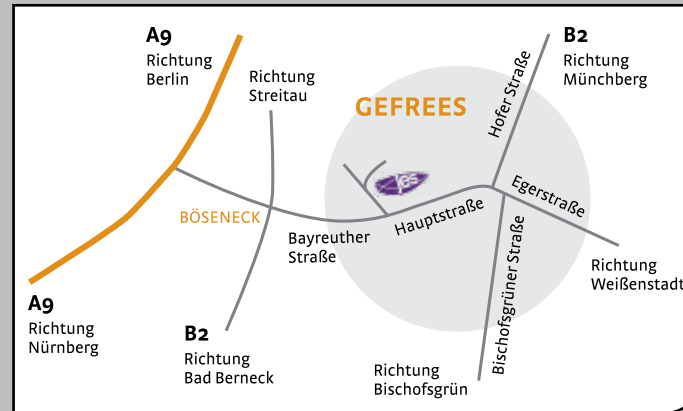 A9
Richtung
Berlin
Richtung
Streitau
B2
Richtung
Münchberg
GEFREES
Hofer Straße
BÖSENECK
Bayreuther
Straße
Hauptstraße
Egerstraße
Bischofsgrüner Straße
Richtung
Weißenstadt
A9
Richtung
Nürnberg
B2
Richtung
Bad Berneck
Richtung
Bischofsgrün